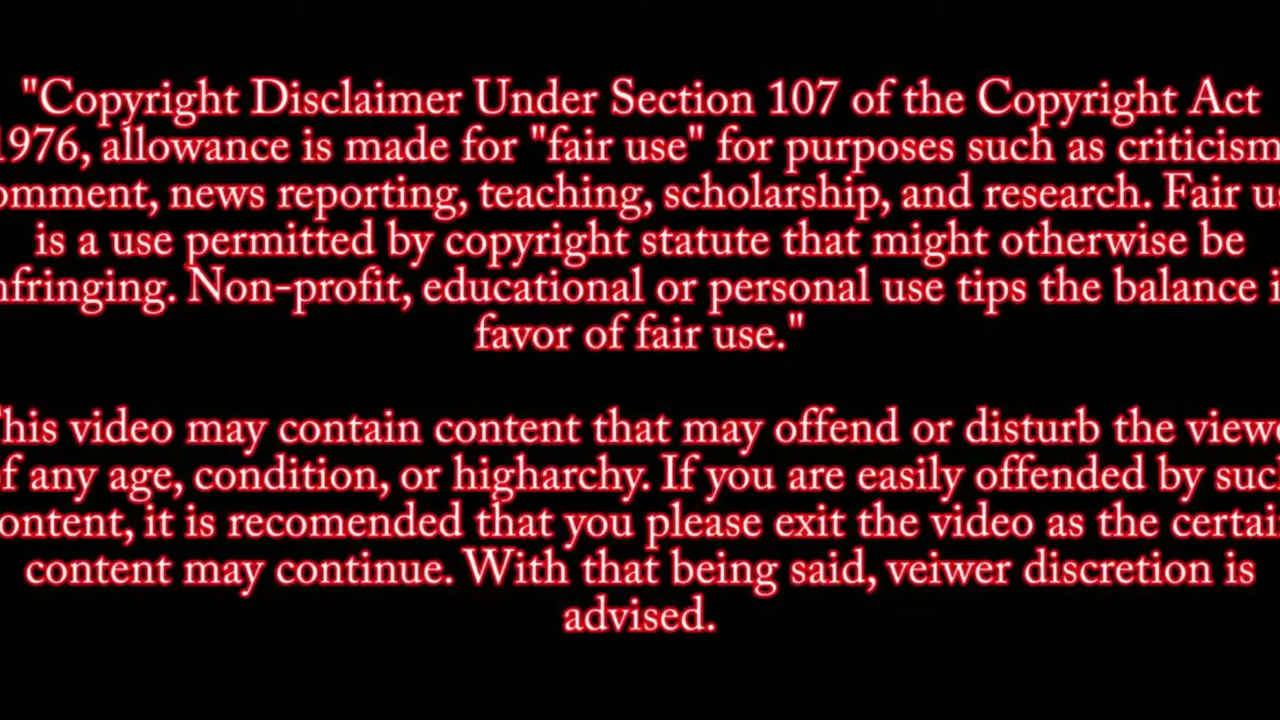 "Copyright Disclaimer Under Section 107 of the Copyright Act
1976, allowance is made for "fair use" for purposes such as criticism
omment, news reporting, teaching, scholarship, and research. Fair u
is a use permitted by copyright statute that might otherwise be
nfringing. Non-profit, educational or personal use tips the balance i
favor of fair use."
his video may contain content that may offend or disturb the viewe
f any age, condition, or higharchy. If you are easily offended by suc
ontent, it is recomended that you please exit the video as the certai
content may continue. With that being said, veiwer discretion is
advised.